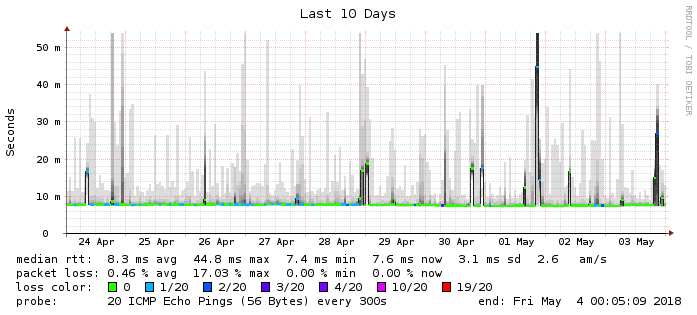 Last 10 Days
RRDTOOL / TOBI OETIKER
Seconds
50 m
40 m
30 m
20 m
10 m
0
24 Apr 25 Apr 26 Apr 27 Apr 28 Apr 29 Apr 30 Apr 01 May 02 May 03 May
median rtt: 8.3 ms avg 44.8 ms max 7.4 ms min 7.6 ms now 3.1 ms sd 2.6 am/s
packet loss: 0.46 % avg 17.03 % max 0.00 % min 0.00 % now
loss color: 0 1/20 2/20 3/20 4/20 10/20 19/20
probe: 20 ICMP Echo Pings (56 Bytes) every 300s end: Fri May 4 00:05:09 2018